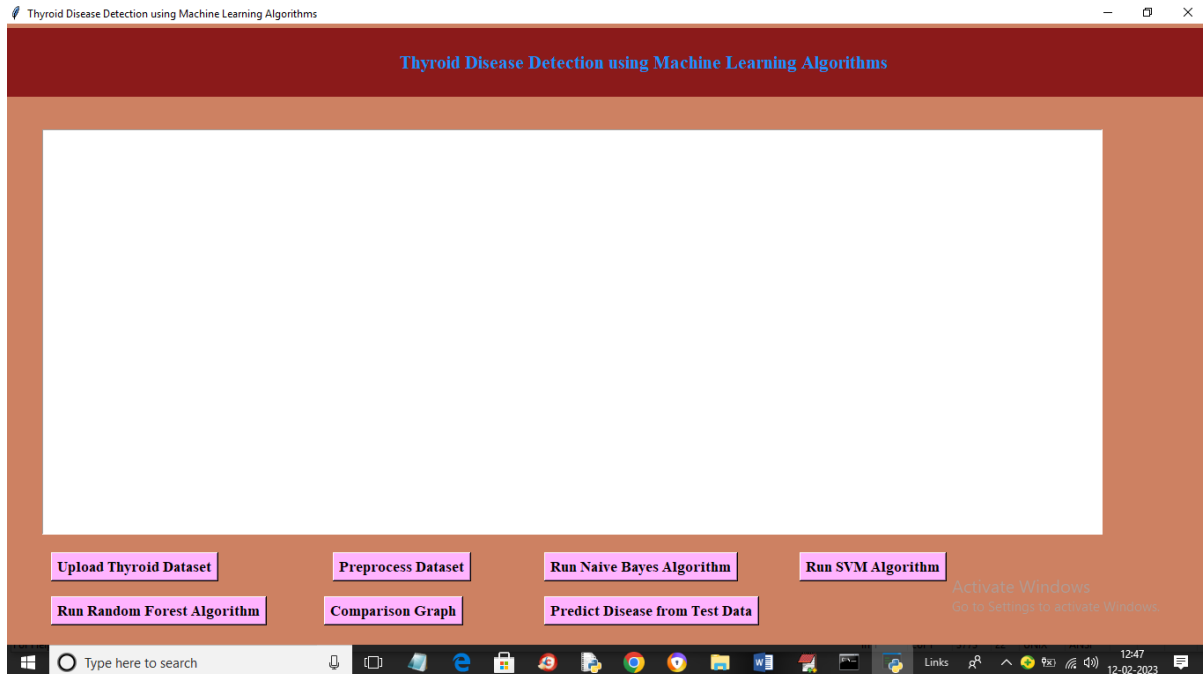 Thyroid Disease Detection using Machine Learning Algorithms
Thyroid Disease Detection using Machine Learning Algorithms
Upload Thyroid Dataset
Preprocess Dataset
Run Naive Bayes Algorithm
Run SVM Algorithm
Run Random Forest Algorithm
Comparison Graph
Predict Disease from Test Data
Activate Windows
Go to Settings to activate Windows.
Type here to search
Links
12:47
12-02-2023